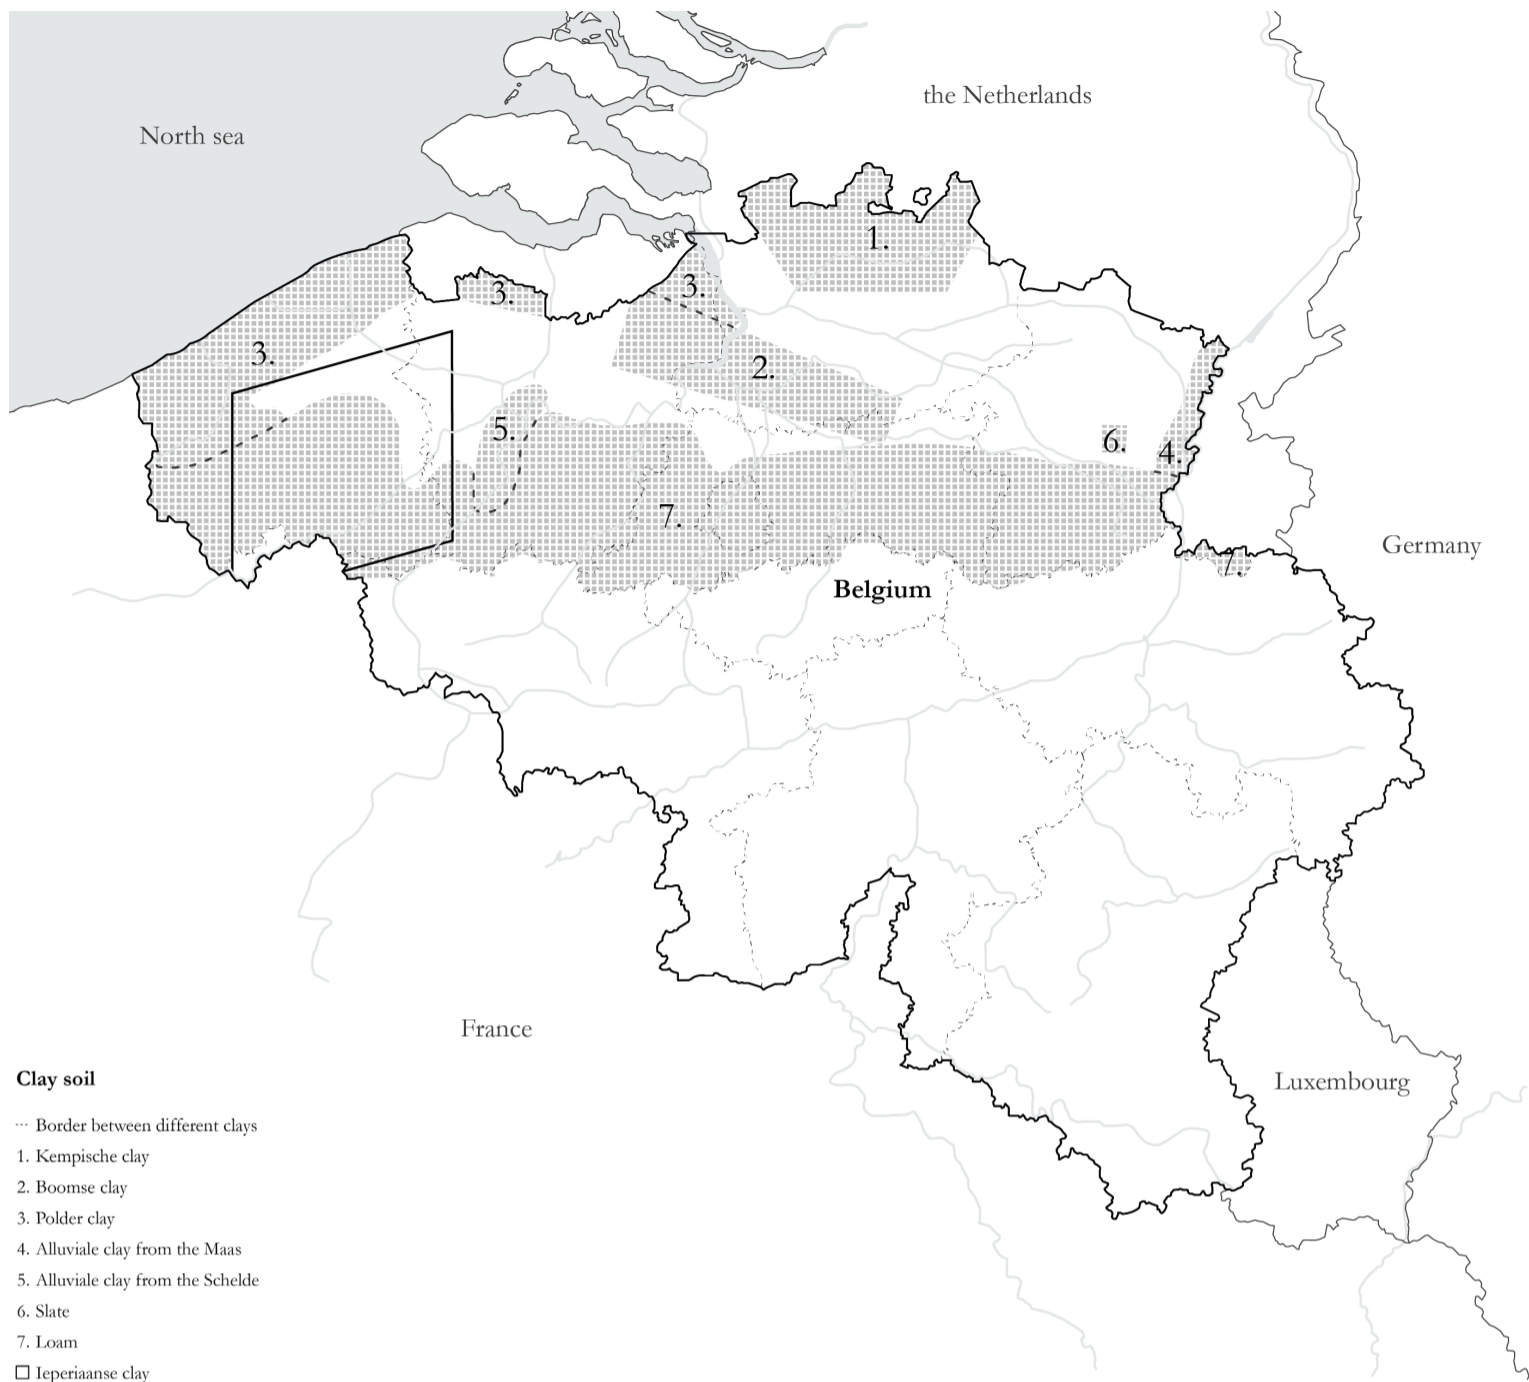 the Netherlands
North sea
1.
3.
3.
3.
2.
5.
6.
4.
7.
Germany
7.
Belgium
France
Luxembourg
Clay soil
--- Border between different clays
1. Kempische clay
2. Boomse clay
3. Polder clay
4. Alluviale clay from the Maas
5. Alluviale clay from the Schelde
6. Slate
7. Loam
Ieperiaanse clay